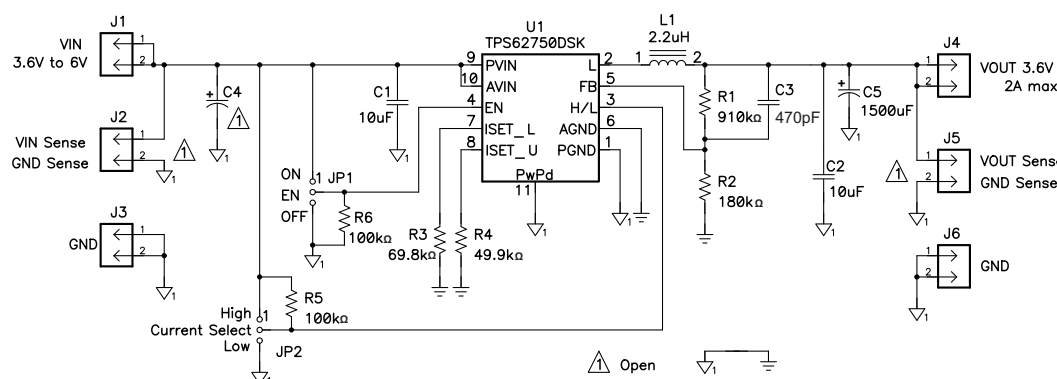 J1
VIN
3.6V to 6V
1
2
J2
VIN Sense
GND Sense
1
2
1
J3
GND
1
2
1
1
1
C4
1
1
ON
EN
OFF
1
JP1
R6
100kΩ
1
C1
10uF
1
U1
TPS62750DSK
9 PVIN
10 AVIN
4 EN
7 ISET_L
8 ISET_U
L 2
FB 5
H/L 3
AGND 6
PGND 1
PwPd
11
1
1
R3
69.8kΩ
R4
49.9kΩ
High
Current Select
Low
1
JP2
R5
100kΩ
1
L1
2.2uH
1
2
R1
910kΩ
C3
470pF
R2
180kΩ
C2
10uF
1
C5
1500uF
1
J4
1
2
VOUT 3.6V
2A max
J5
1
2
VOUT Sense
GND Sense
1
1
J6
1
2
GND
1
1 Open
1